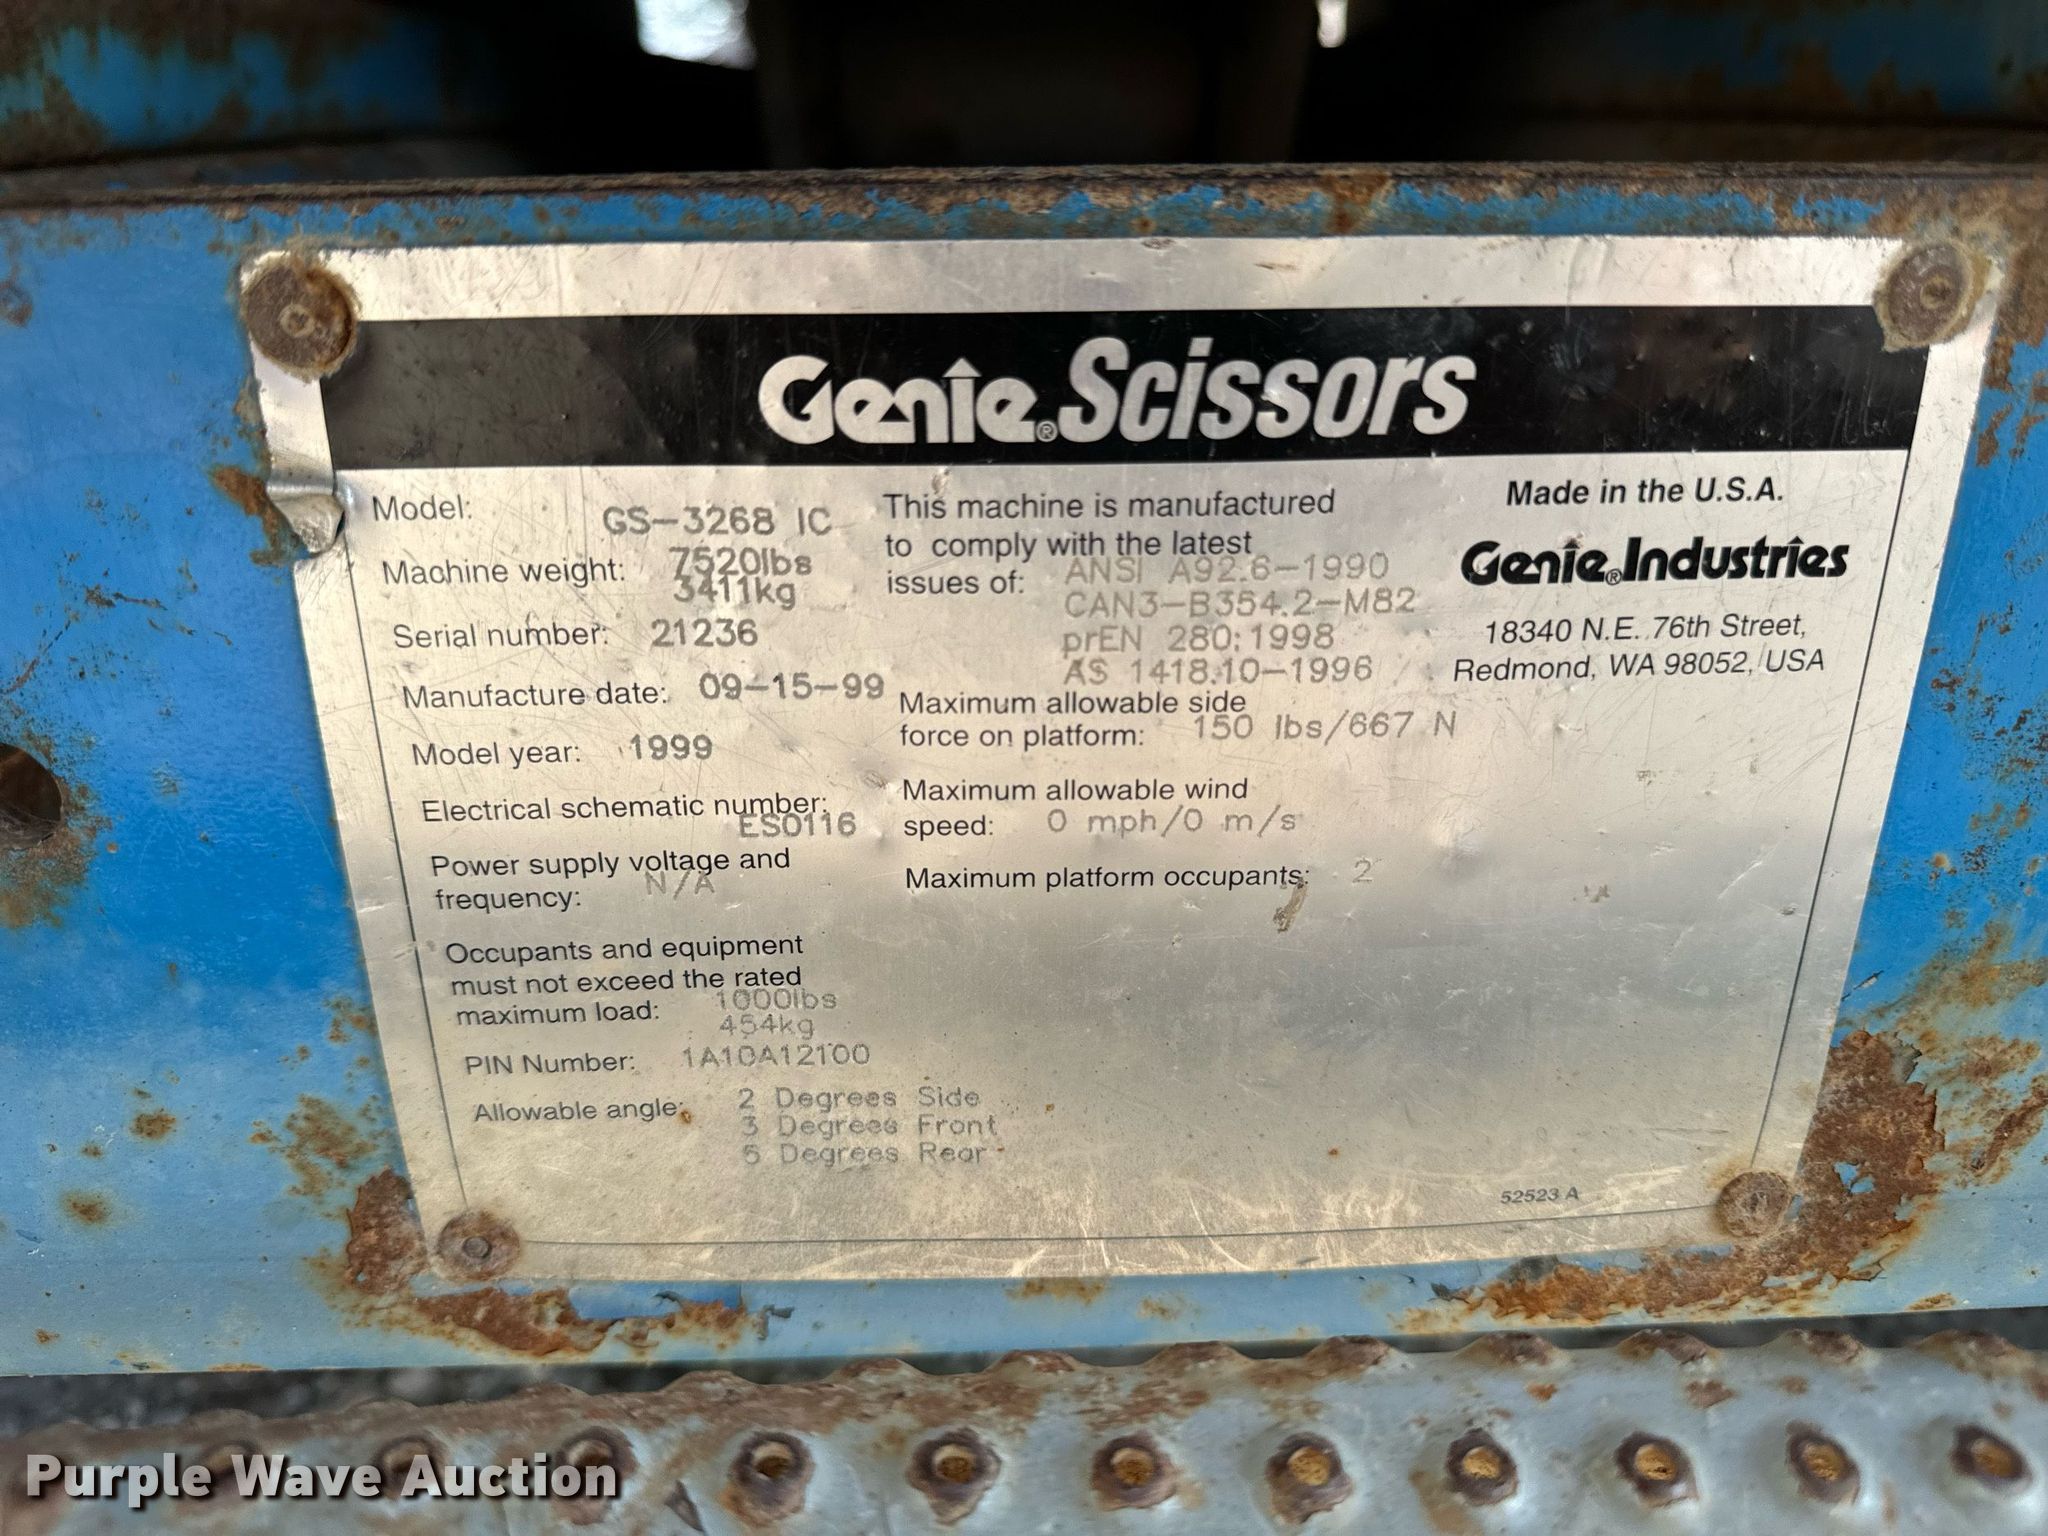 Genie® Scissors
Model: GS-3268 IC
Machine weight: 7520lbs
3411kg
Serial number: 21236
Manufacture date: 09-15-99
Model year: 1999
Electrical schematic number:
ES0116
Power supply voltage and
frequency: N/A
Occupants and equipment
must not exceed the rated
maximum load: 1000lbs
454kg
PIN Number: 1A10A12100
Allowable angle: 2 Degrees Side
3 Degrees Front
5 Degrees Rear
This machine is manufactured
to comply with the latest
issues of: ANSI A92.6-1990
CAN3-B354.2-M82
prEN 280:1998
AS 1418.10-1996
Maximum allowable side
force on platform: 150 lbs/667 N
Maximum allowable wind
speed: 0 mph/0 m/s
Maximum platform occupants: 2
Made in the U.S.A.
Genie® Industries
18340 N.E. 76th Street,
Redmond, WA 98052, USA
52523 A
Purple Wave Auction